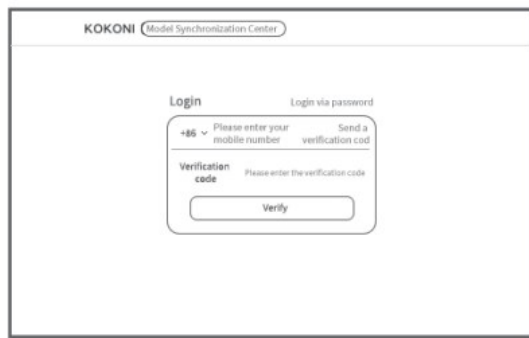 KOKONI Model Synchronization Center
Login Login via password
+86 Please enter your mobile number Send a verification cod
Verification code Please enter the verification code
Verify